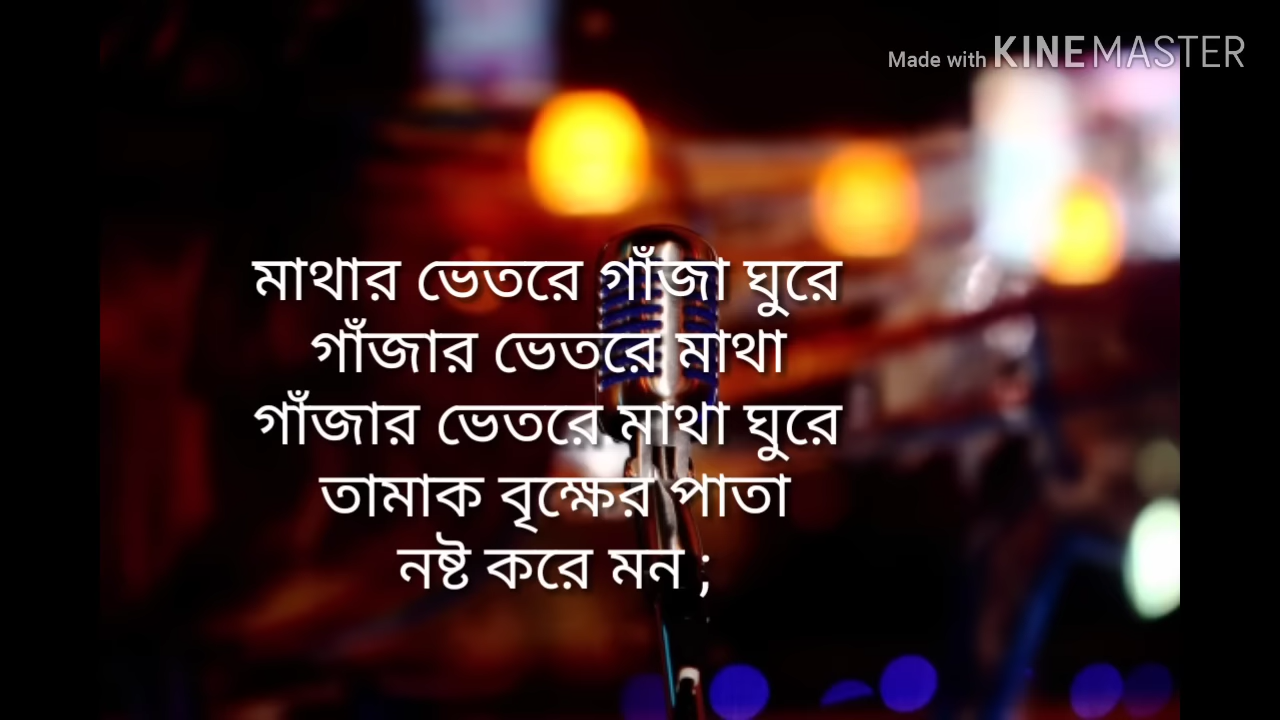 Made with KINEMASTER
মাথার ভেতরে গাঁজা ঘুরে
গাঁজার ভেতরে মাথা
গাঁজার ভেতরে মাথা ঘুরে
তামাক বৃক্ষের পাতা
নষ্ট করে মন ;